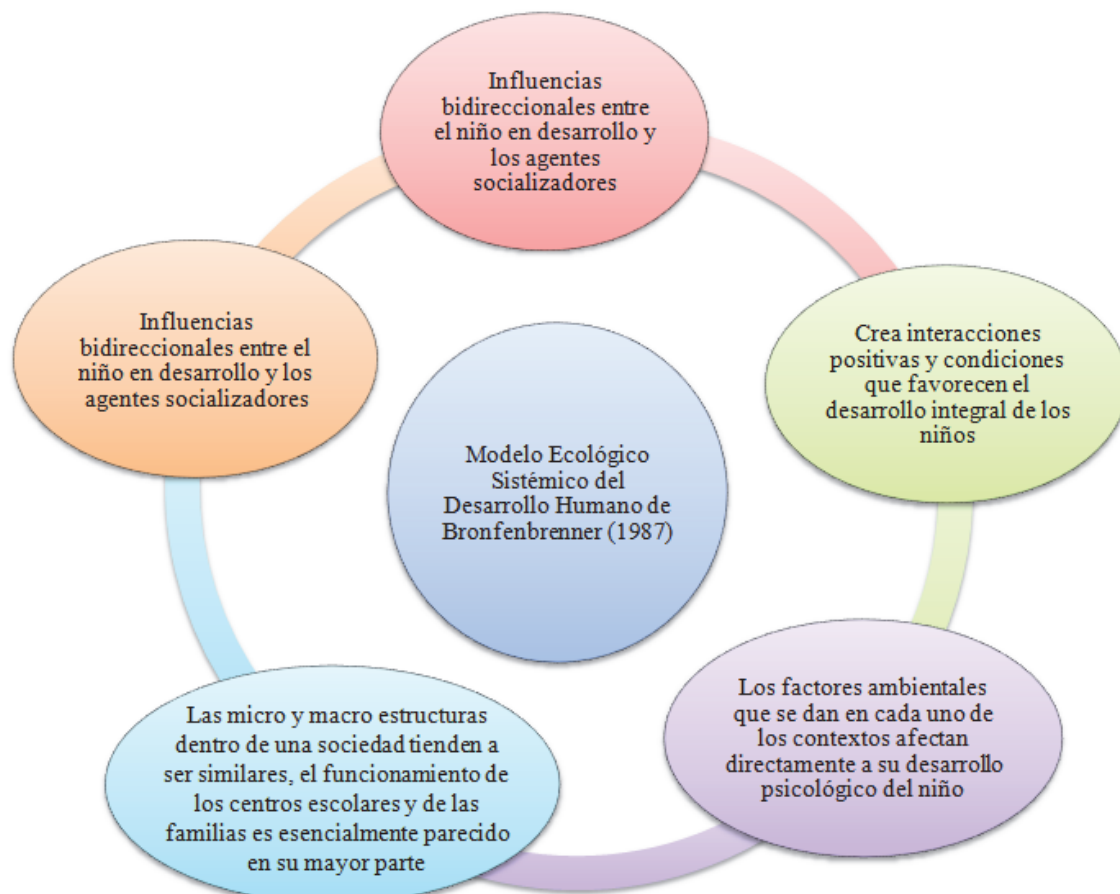 Influencias
bidireccionales entre
el niño en desarrollo y
los agentes
socializadores
Influencias
bidireccionales entre el
niño en desarrollo y los
agentes socializadores
Crea interacciones
positivas y condiciones
que favorecen el
desarrollo integral de los
niños
Modelo Ecológico
Sistémico del
Desarrollo Humano de
Bronfenbrenner (1987)
Las micro y macro estructuras
dentro de una sociedad tienden a
ser similares, el funcionamiento de
los centros escolares y de las
familias es esencialmente parecido
en su mayor parte
Los factores ambientales
que se dan en cada uno de
los contextos afectan
directamente a su desarrollo
psicológico del niño